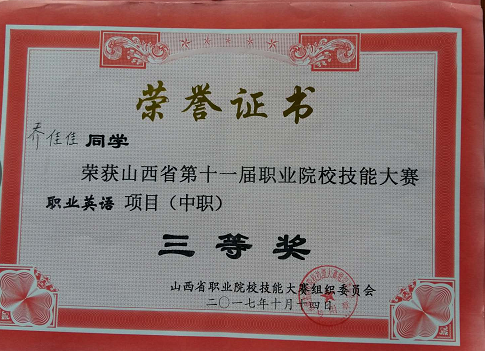 荣誉证书
乔佳佳 同学
荣获山西省第十一届职业院校技能大赛
职业英语 项目（中职）
三等奖
山西省职业院校技能大赛组织委员会
二〇一七年十月十四日